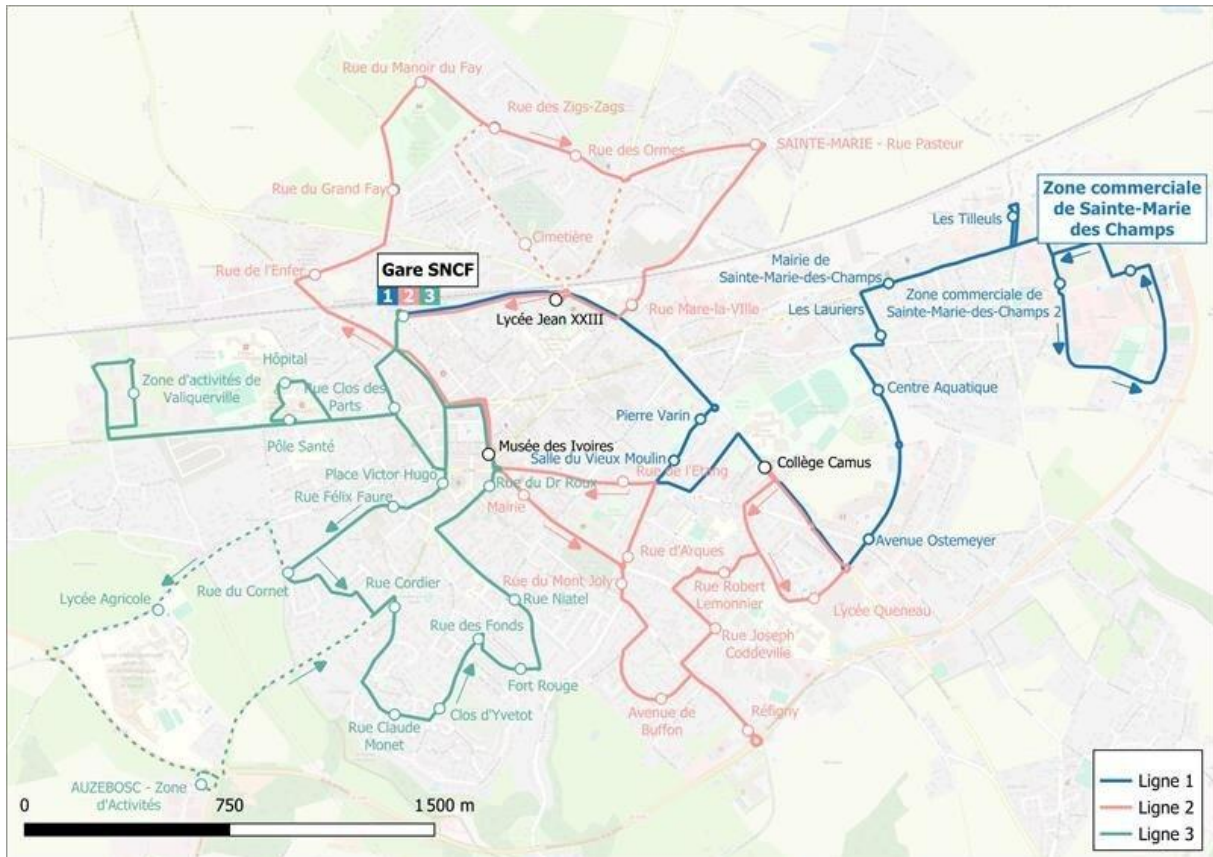 Rue du Manoir du Fay
Rue des Zigs-Zags
Rue des Ormes
SAINTE-MARIE - Rue Pasteur
Rue du Grand Fay
Cimetière
Rue de l'Enfer
Gare SNCF
1 2 3
Lycée Jean XXIII
Rue Mare-la-VIlle
Les Tilleuls
Zone commerciale
de Sainte-Marie
des Champs
Mairie de
Sainte-Marie-des-Champs
Les Lauriers
Zone commerciale de
Sainte-Marie-des-Champs 2
Centre Aquatique
Hôpital
Zone d'activités de
Valiquerville
Rue Clos des
Parts
Pôle Santé
Pierre Varin
Musée des Ivoires
Salle du Vieux Moulin
Collège Camus
Place Victor Hugo
Rue de l'Etang
Rue du Dr Roux
Rue Félix Faure
Mairie
Avenue Ostemeyer
Rue d'Arques
Rue du Cornet
Rue Cordier
Rue du Mont Joly
Rue Robert
Lemonnier
Lycée Agricole
Rue Niatel
Lycée Queneau
Rue des Fonds
Rue Joseph
Coddeville
Fort Rouge
Rue Claude
Monet
Clos d'Yvetot
Avenue de
Buffon
Réfigny
AUZEBOSC - Zone
d'Activités
0 750 1 500 m
Ligne 1
Ligne 2
Ligne 3